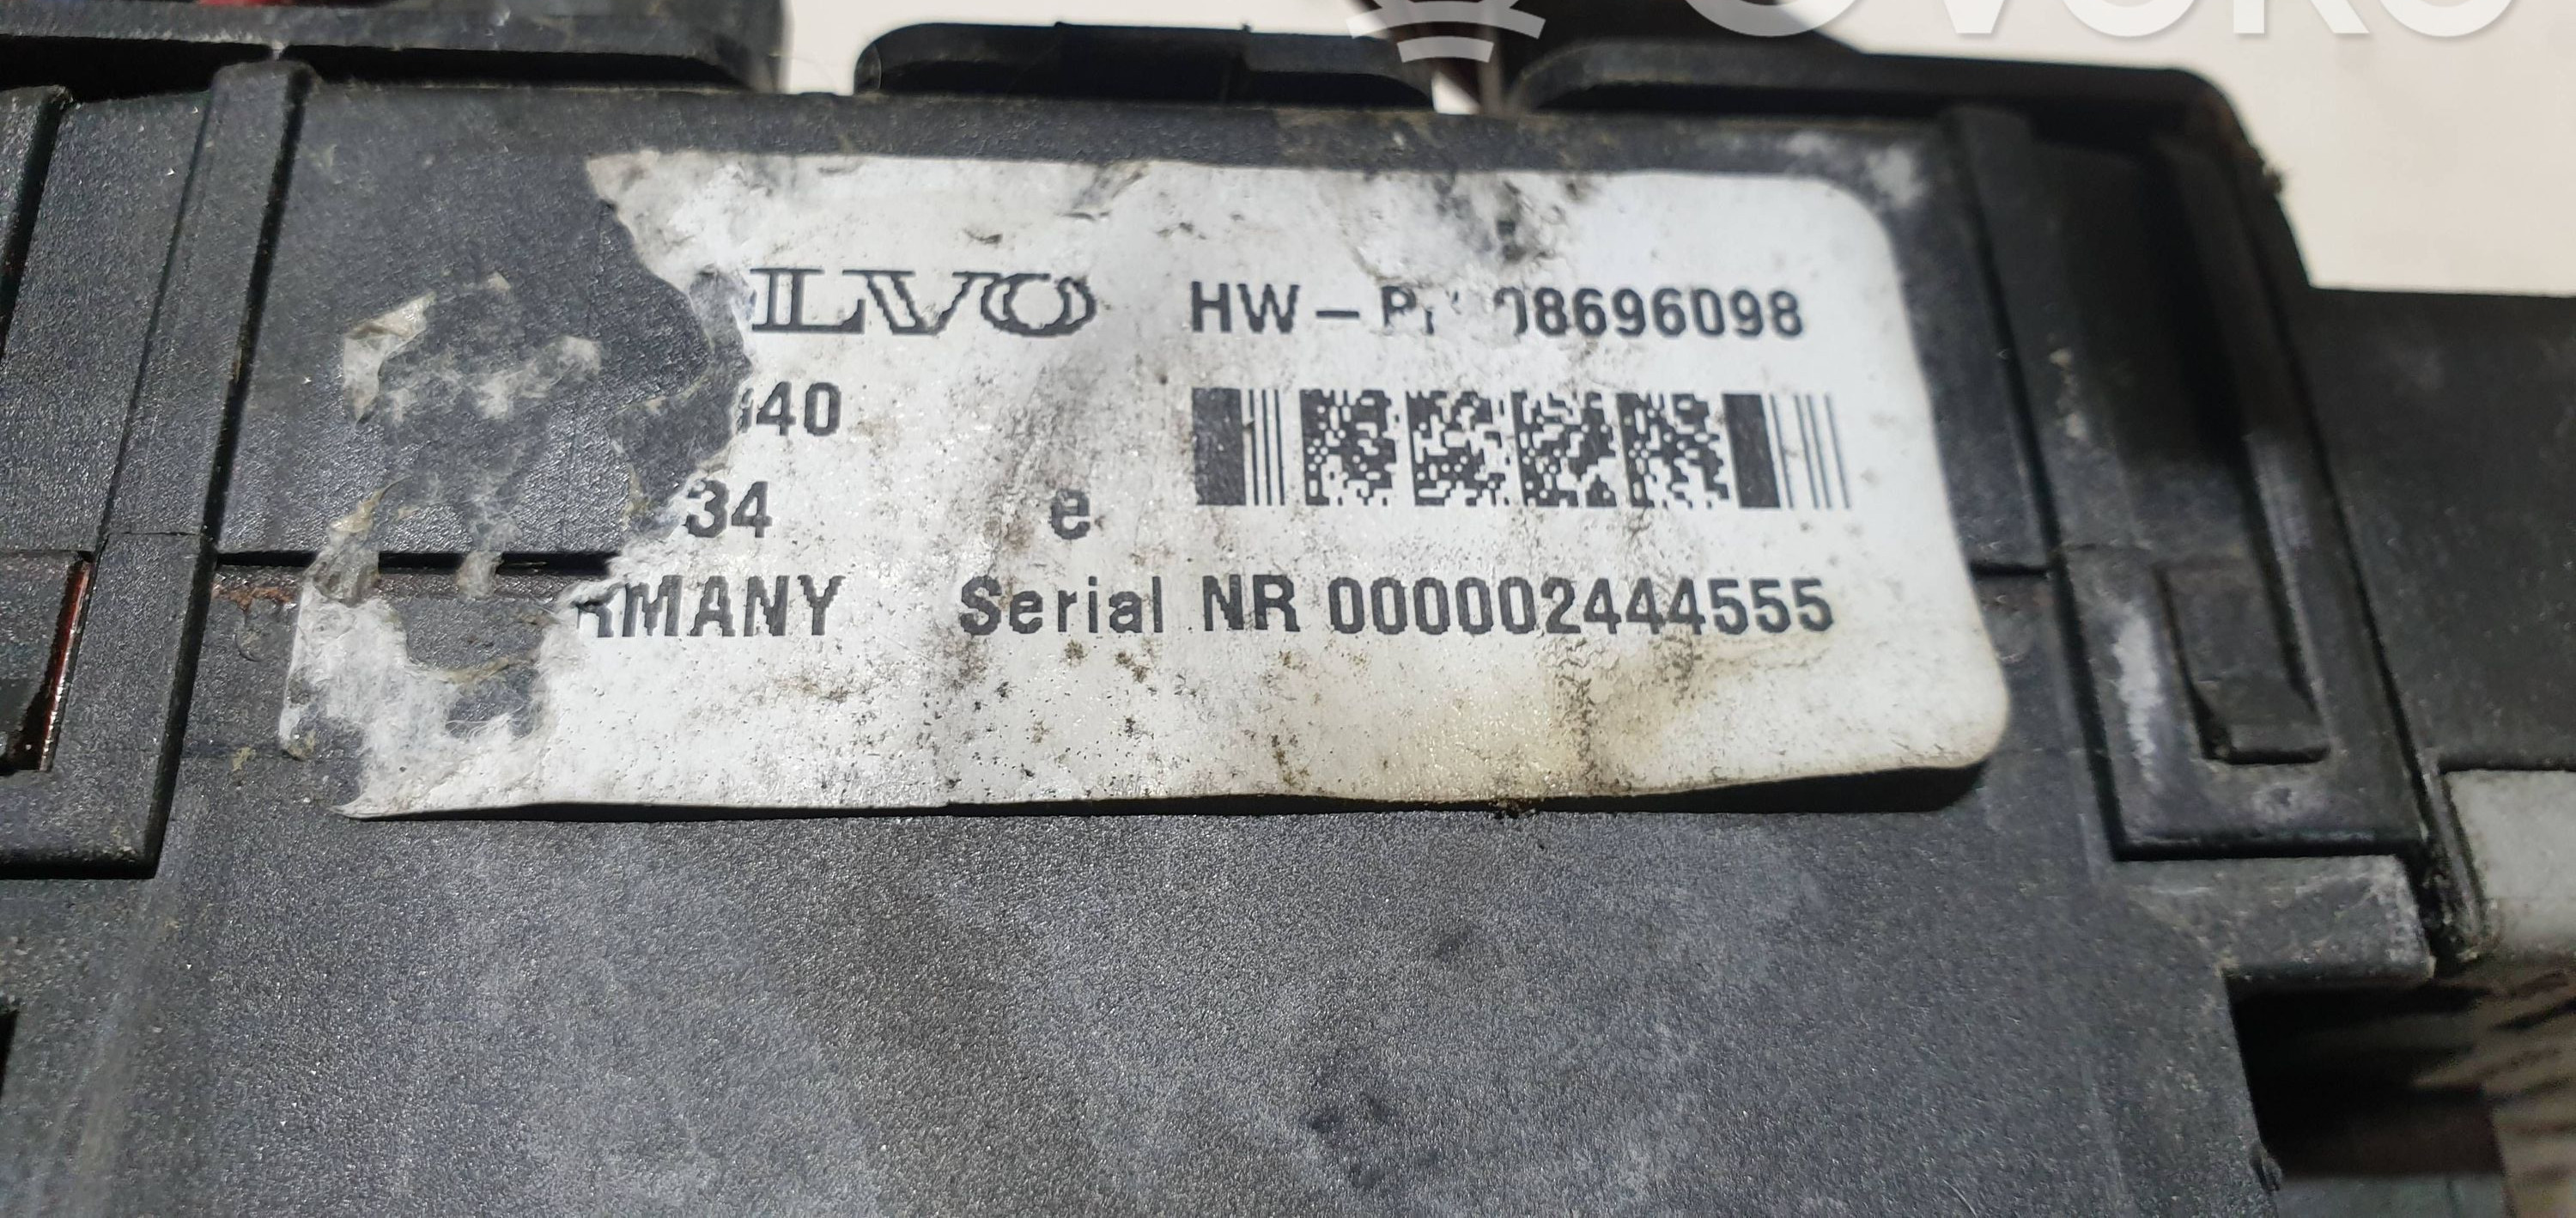 LVO HW-P 08696098
40
34 e
RMANY Serial NR 000002444555